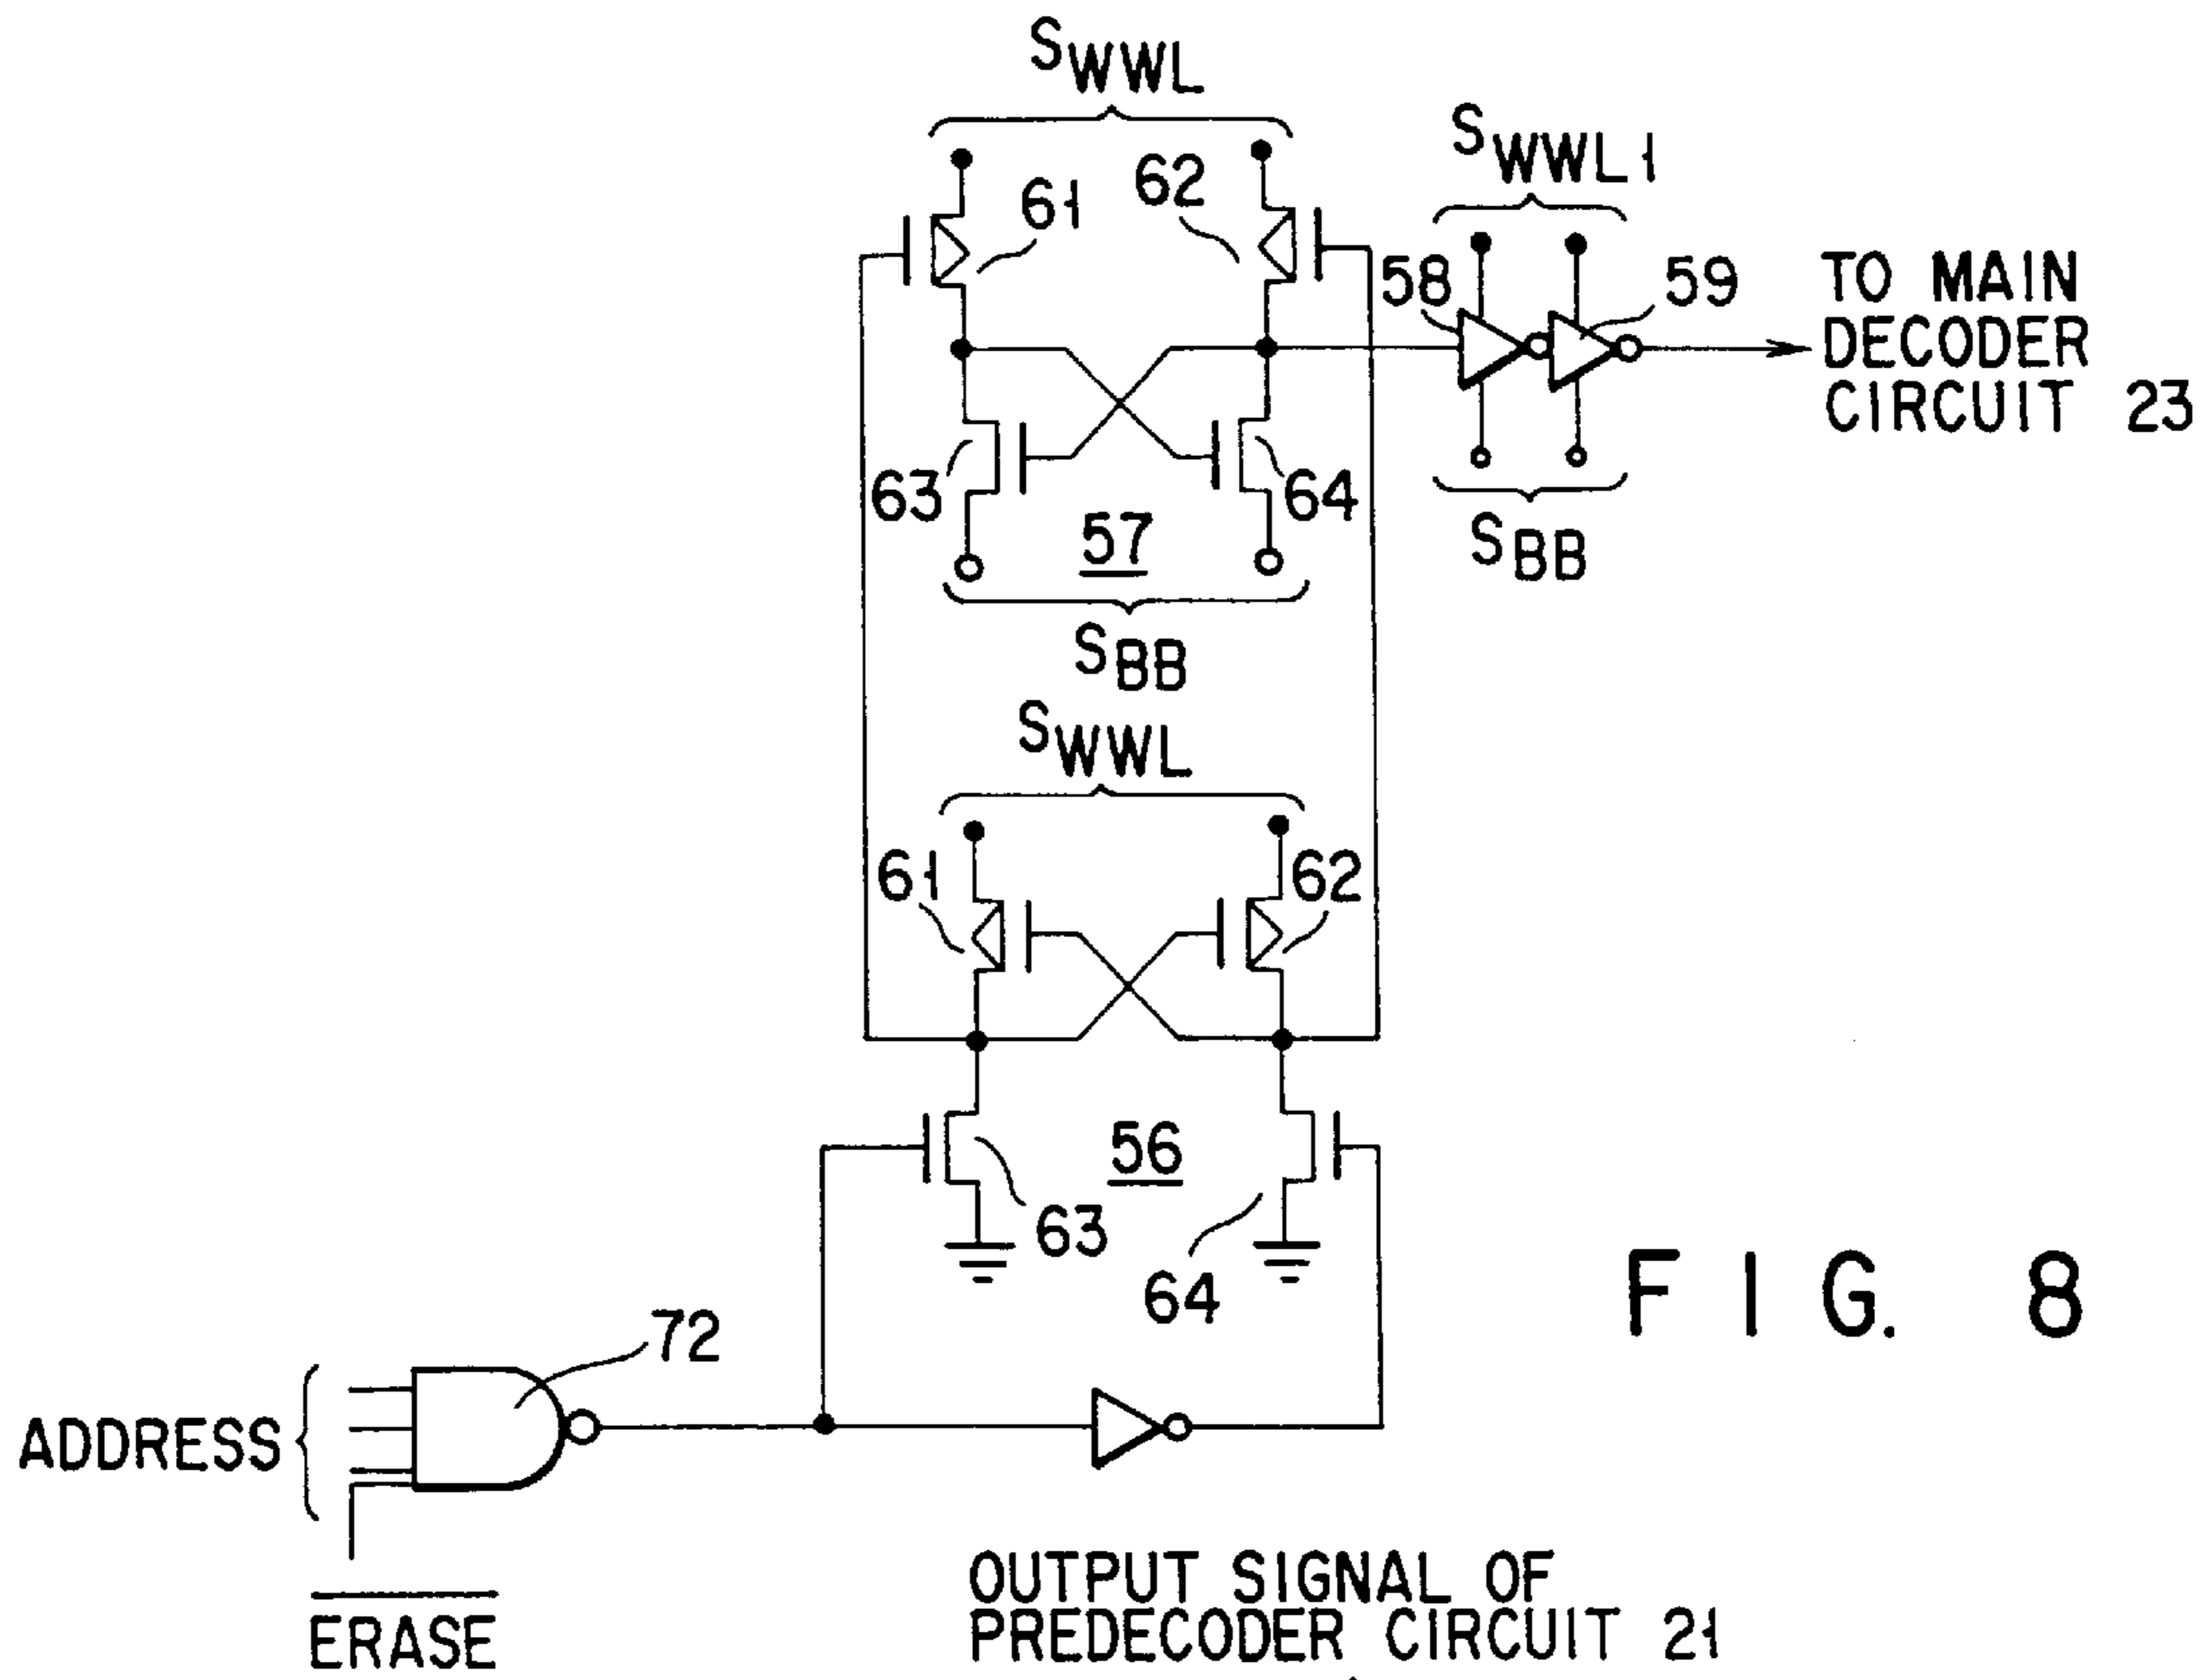 SWWL
SWWL1
61
62
58
59
TO MAIN
DECODER
CIRCUIT 23
63
57
64
SBB
SBB
SWWL
61
62
56
63
64
FIG. 8
72
ADDRESS
ERASE
OUTPUT SIGNAL OF
PREDECODER CIRCUIT 21